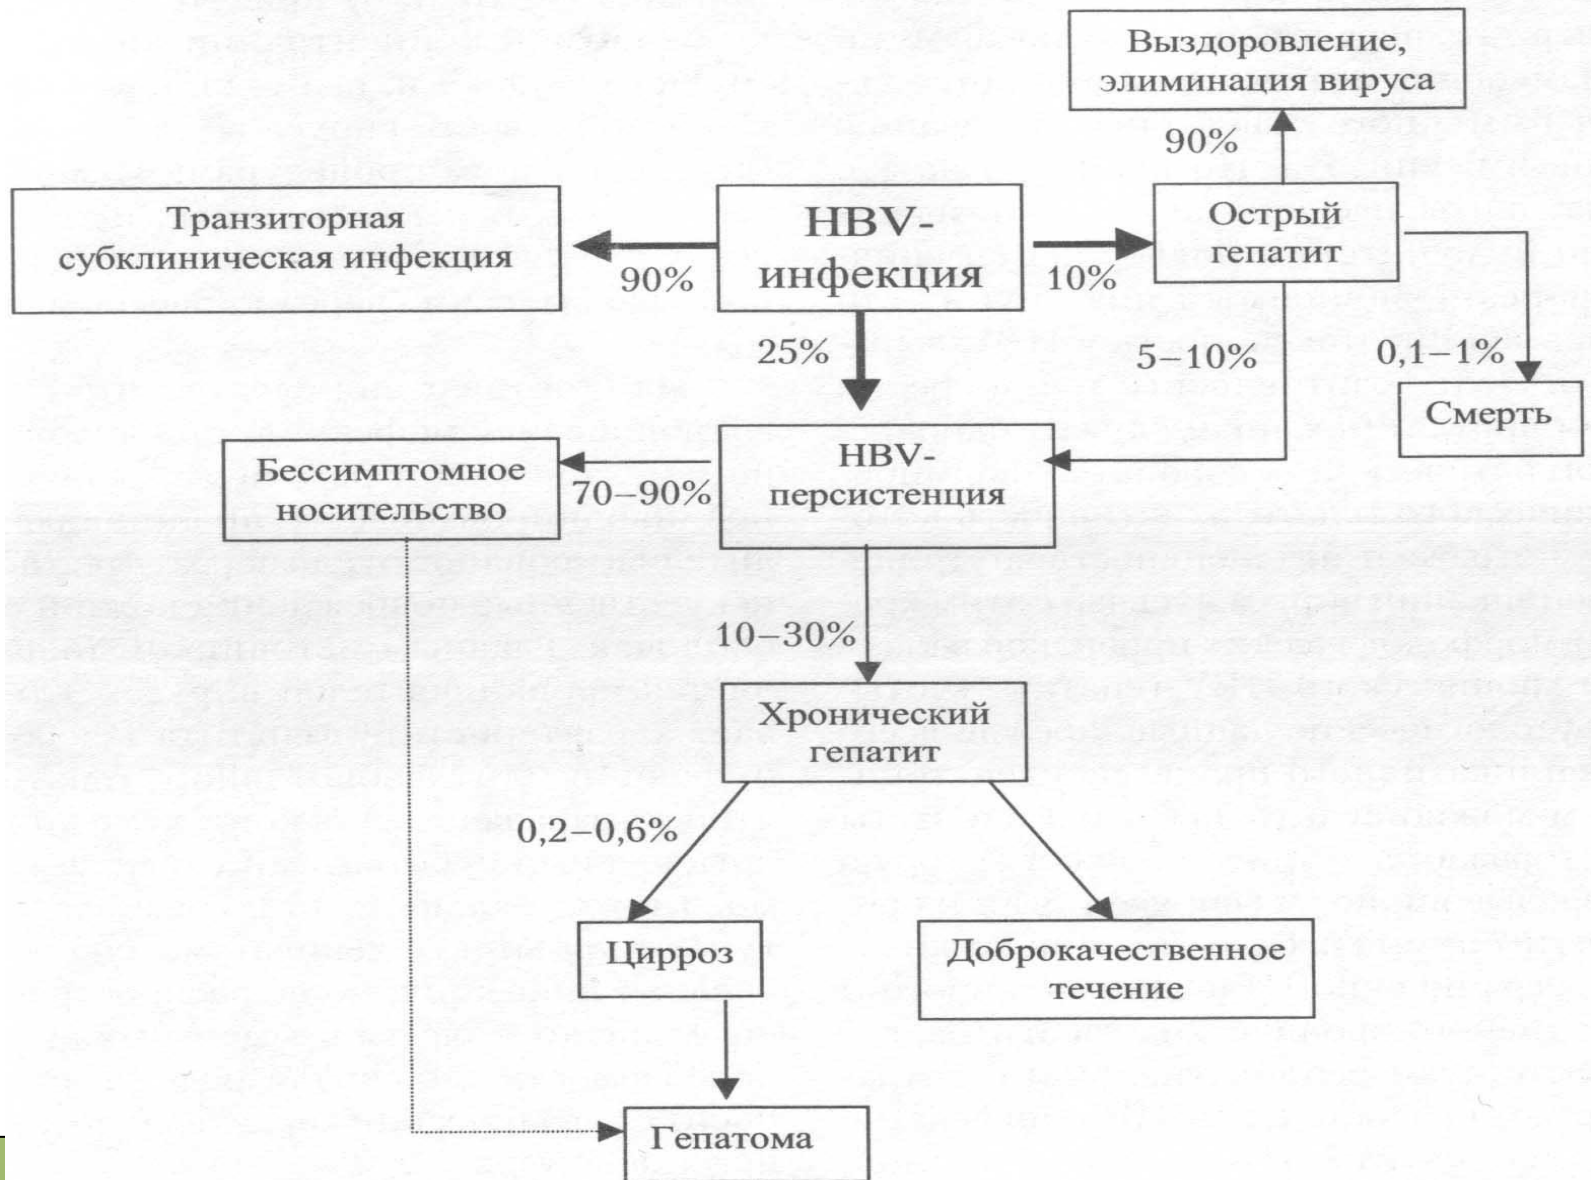 Выздоровление,
элиминация вируса
90%
Транзиторная
субклиническая инфекция
90%
HBV-
инфекция
10%
Острый
гепатит
25%
5–10%
0,1–1%
Смерть
Бессимптомное
носительство
70–90%
HBV-
персистенция
10–30%
Хронический
гепатит
0,2–0,6%
Цирроз
Доброкачественное
течение
Гепатома